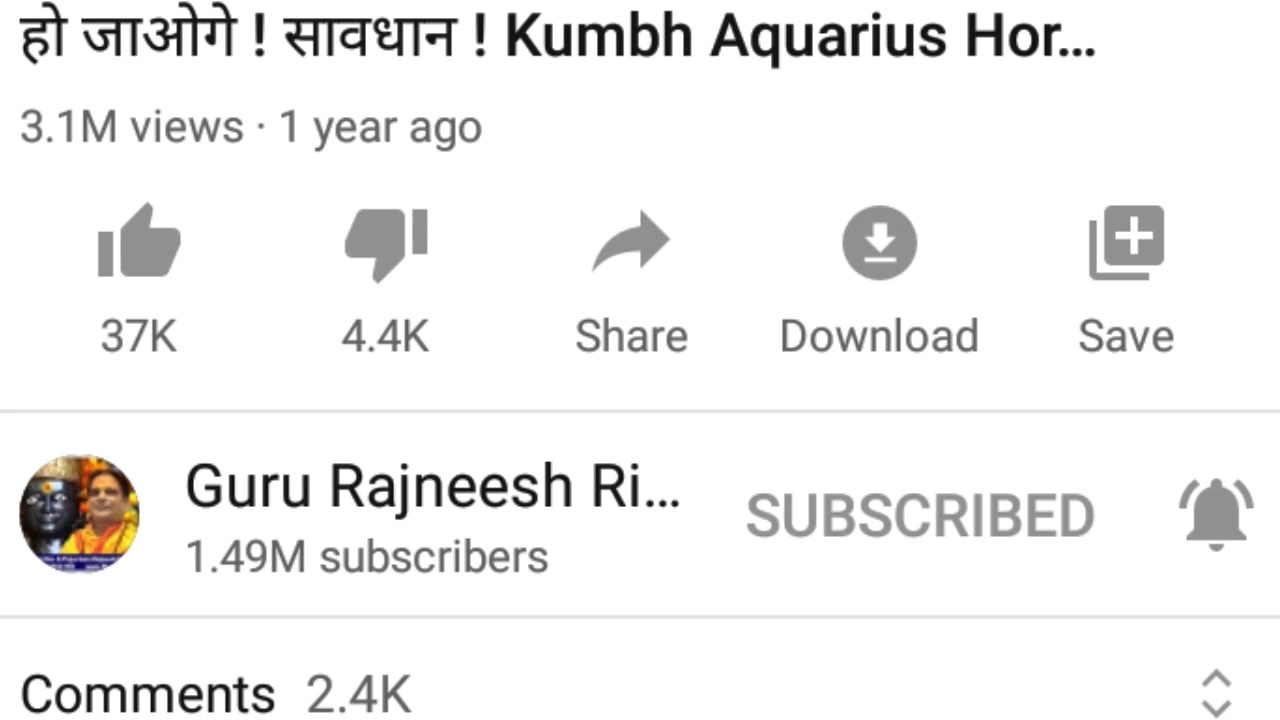 हो जाओगे ! सावधान ! Kumbh Aquarius Hor...
3.1M views · 1 year ago
37K
4.4K
Share
Download
Save
Guru Rajneesh Ri...
SUBSCRIBED
1.49M subscribers
Comments 2.4K